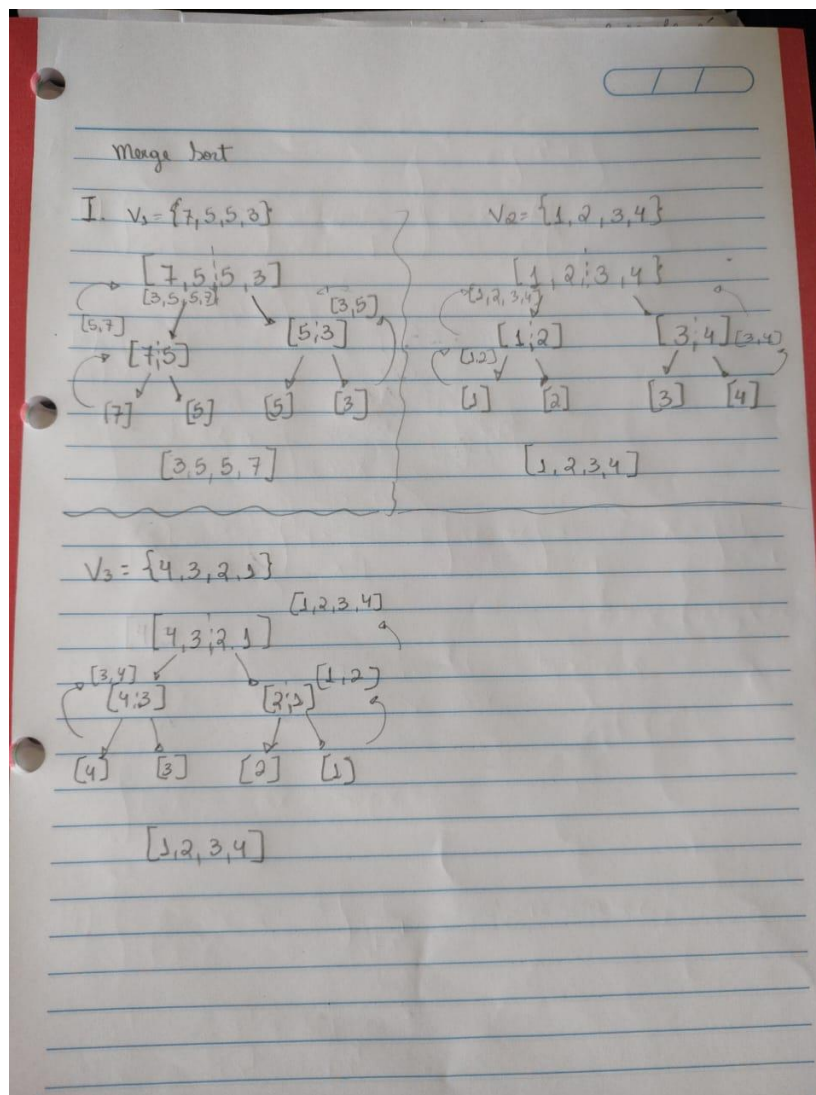 Merge Sort
I. V1 = {7,5,5,3}
[7,5;5,3]
[3,5,5,7]
[3,5]
[5,7]
[5;3]
[7;5]
[7] [5] [5] [3]
[3,5,5,7]
V2 = {1,2,3,4}
[1,2;3,4}
[1,2,3,4]
[1;2] [3;4] [3,4]
[1,2]
[1] [2] [3] [4]
[1,2,3,4]
V3 = {4,3,2,1}
[1,2,3,4]
[4,3;2,1]
[3,4] [1,2]
[4;3] [2;1]
[4] [3] [2] [1]
[1,2,3,4]